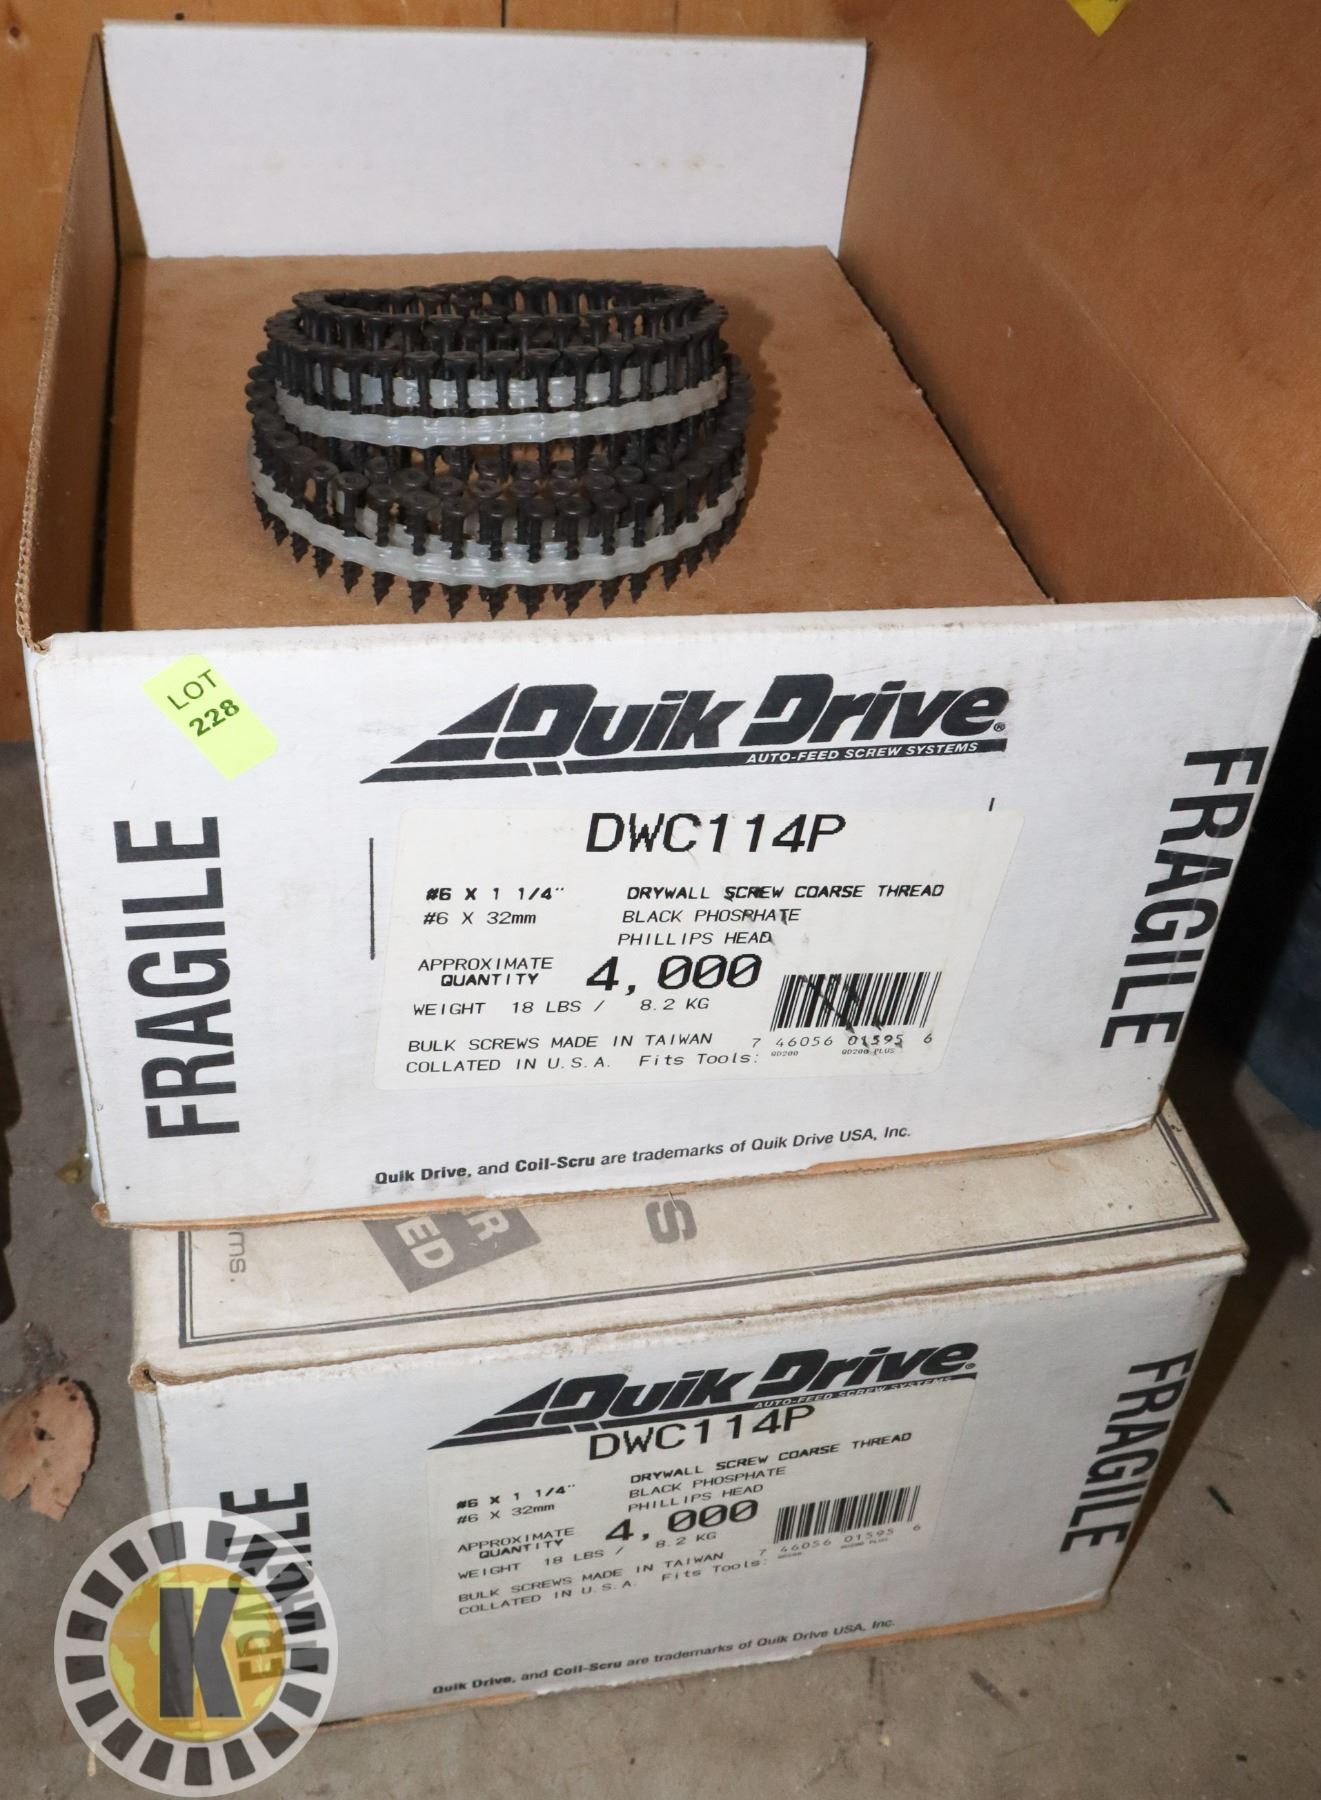 LOT
228
Quik Drive®
AUTO-FEED SCREW SYSTEMS
FRAGILE
FRAGILE
DWC114P
#6 X 1 1/4" DRYWALL SCREW COARSE THREAD
#6 X 32mm BLACK PHOSPHATE
PHILLIPS HEAD
APPROXIMATE
QUANTITY 4,000
WEIGHT 18 LBS / 8.2 KG
BULK SCREWS MADE IN TAIWAN 7 46056 01595 6
COLLATED IN U.S.A. Fits Tools: QD200 QD200 PLUS
Quik Drive, and Coil-Scru are trademarks of Quik Drive USA, Inc.
ms.
S
Quik Drive®
AUTO-FEED SCREW SYSTEMS
FRAGILE
FRAGILE
DWC114P
#6 X 1 1/4" DRYWALL SCREW COARSE THREAD
#6 X 32mm BLACK PHOSPHATE
PHILLIPS HEAD
APPROXIMATE
QUANTITY 4,000
WEIGHT 18 LBS / 8.2 KG
BULK SCREWS MADE IN TAIWAN 7 46056 01595 6
COLLATED IN U.S.A. Fits Tools:
Quik Drive, and Coil-Scru are trademarks of Quik Drive USA, Inc.
K